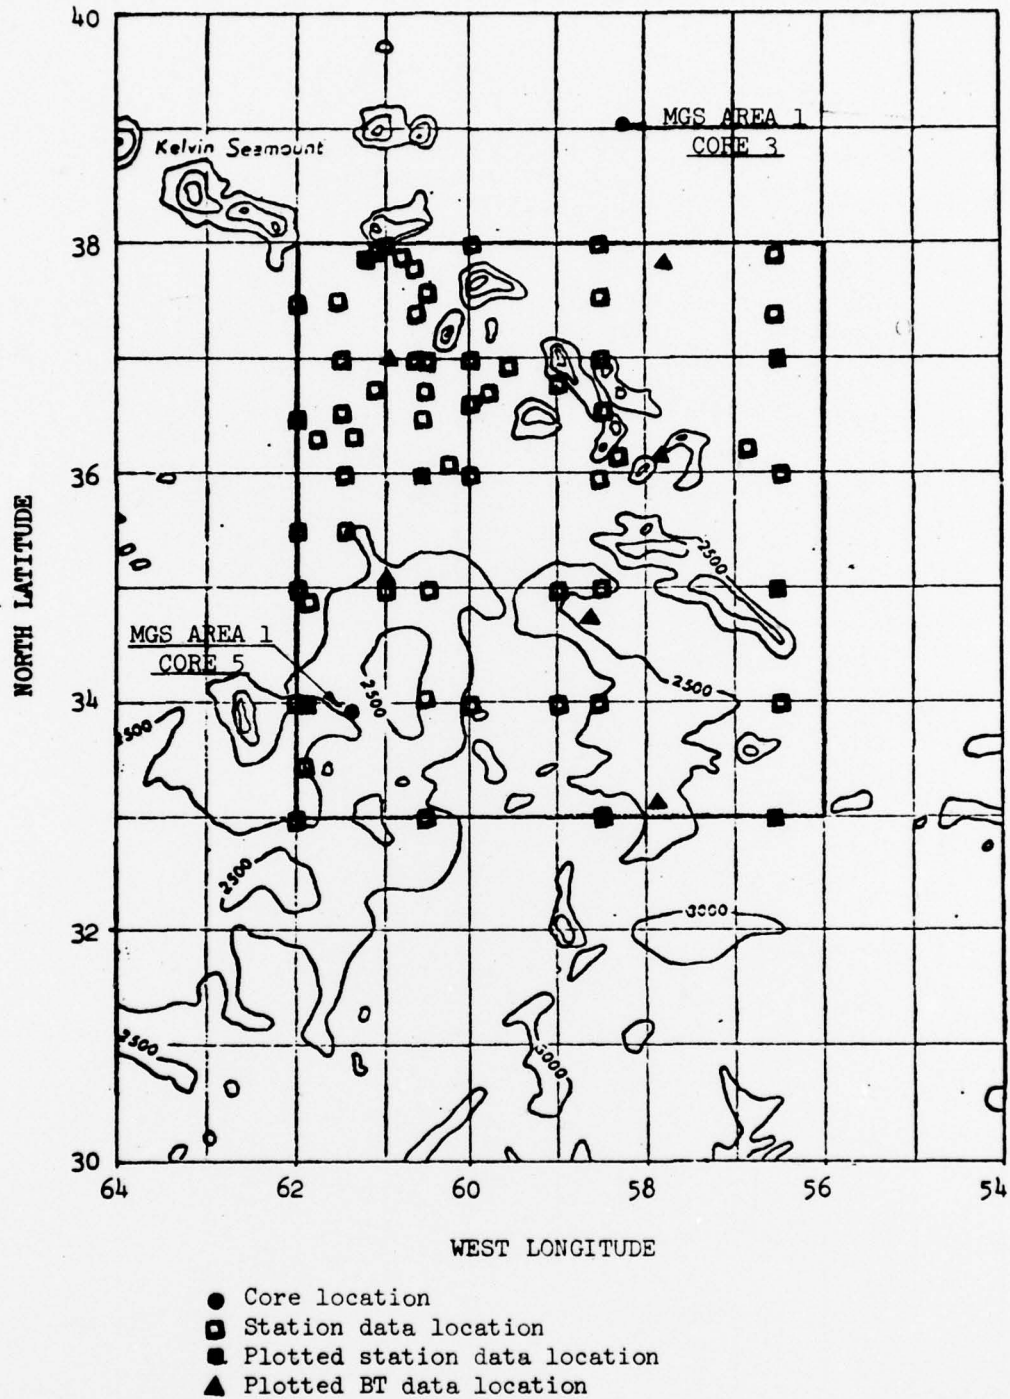 40
MGS AREA 1
CORE 3
Kelvin Seamount
38
36
2500
NORTH LATITUDE
MGS AREA 1
CORE 5
34
2500
2500
2500
2500
32
3000
2500
3000
30
64
62
60
58
56
54
WEST LONGITUDE
Core location
Station data location
Plotted station data location
Plotted BT data location